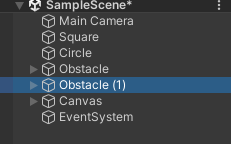 SampleScene*
Main Camera
Square
Circle
Obstacle
Obstacle (1)
Canvas
EventSystem